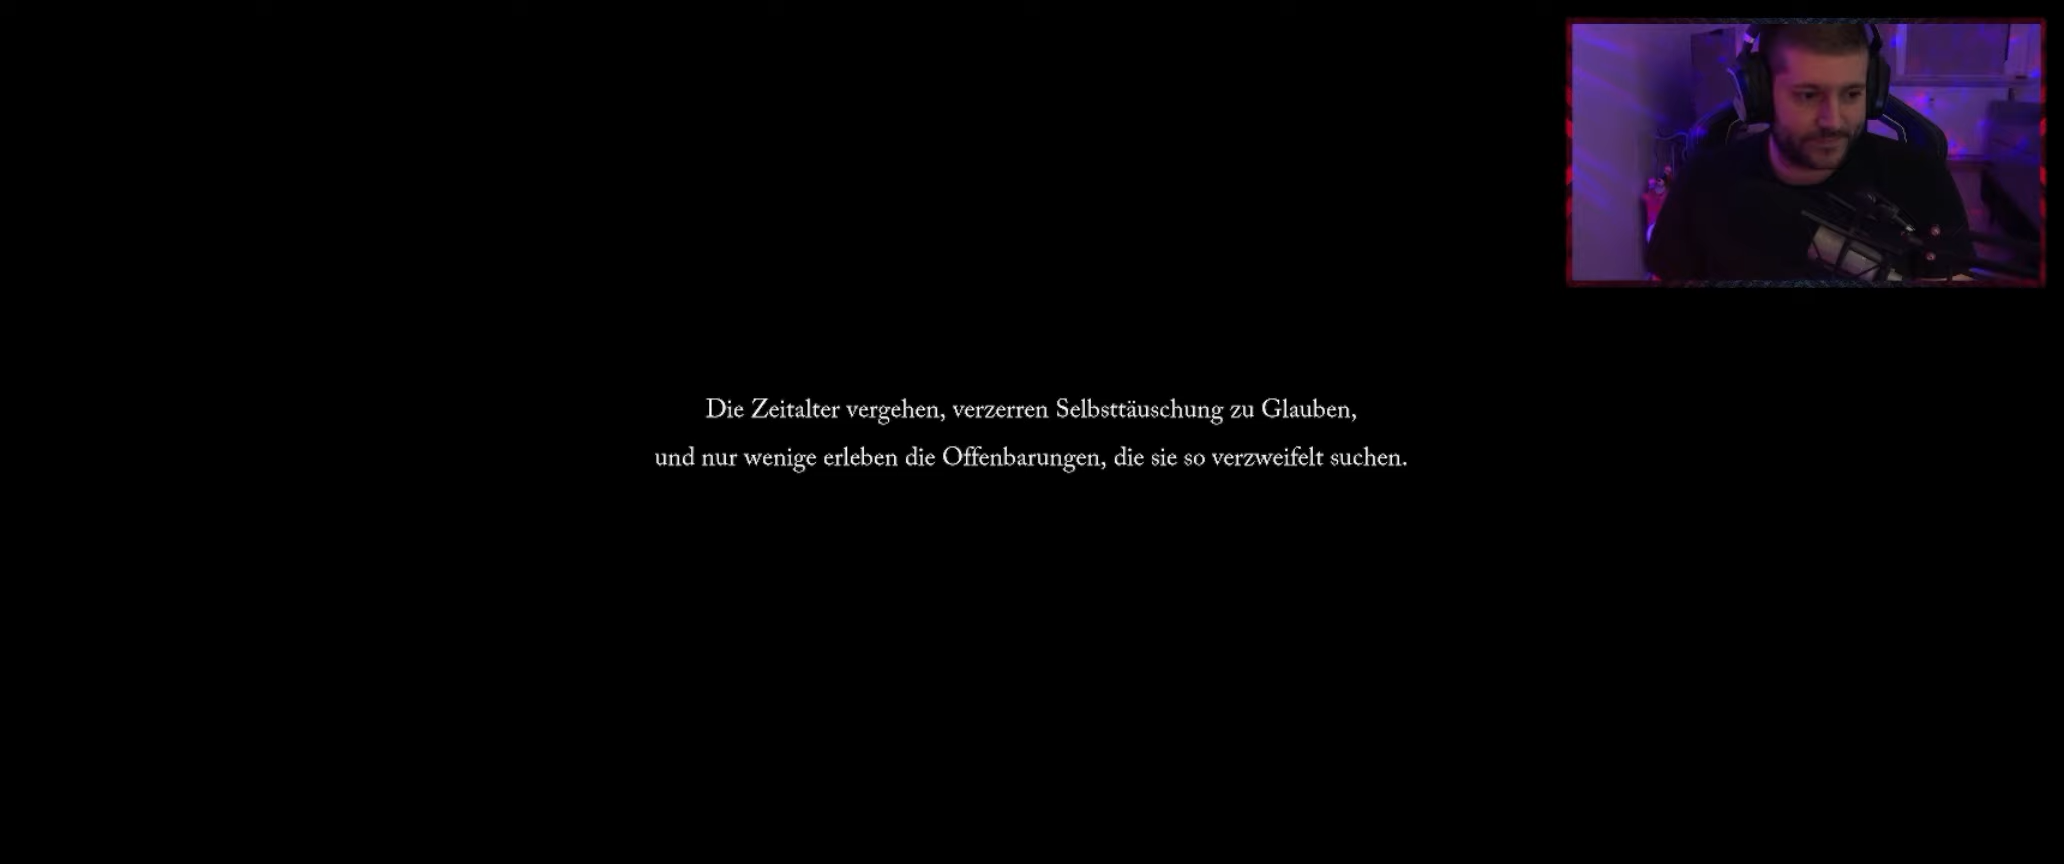 Die Zeitalter vergehen, verzerren Selbsttäuschung zu Glauben,
und nur wenige erleben die Offenbarungen, die sie so verzweifelt suchen.